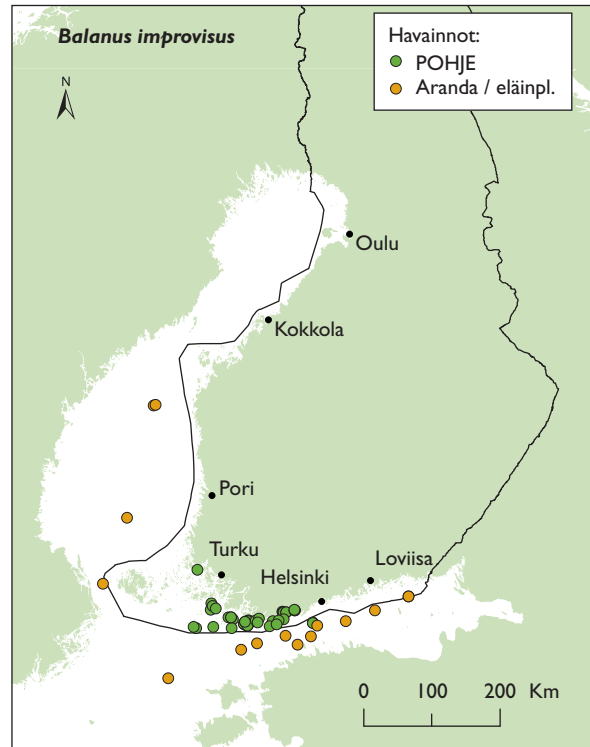 Balanus improvisus
Havainnot:
POHJE
Aranda / eläinpl.
N
Oulu
Kokkola
Pori
Turku
Loviisa
Helsinki
0 100 200 Km